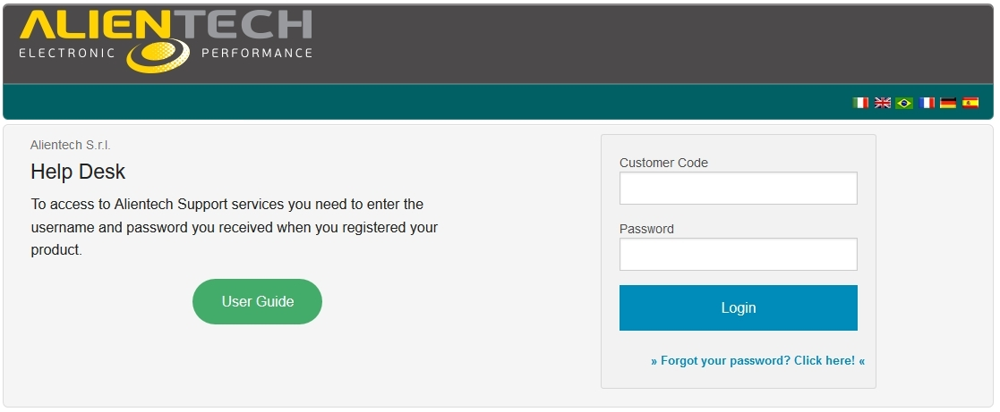 ALIENTECH
ELECTRONIC PERFORMANCE
Alientech S.r.l.
Help Desk
To access to Alientech Support services you need to enter the
username and password you received when you registered your
product.
User Guide
Customer Code
Password
Login
» Forgot your password? Click here! «